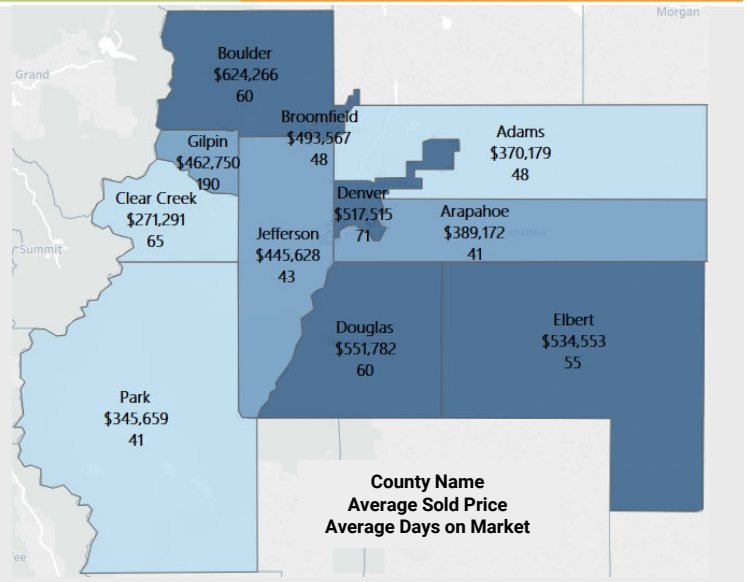 Morgan
Grand
Boulder
$624,266
60
Broomfield
$493,567
48
Adams
$370,179
48
Gilpin
$462,750
190
Clear Creek
$271,291
65
Denver
$517,515
71
Arapahoe
$389,172
41
Summit
Jefferson
$445,628
43
Douglas
$551,782
60
Elbert
$534,553
55
Park
$345,659
41
County Name
Average Sold Price
Average Days on Market
ee